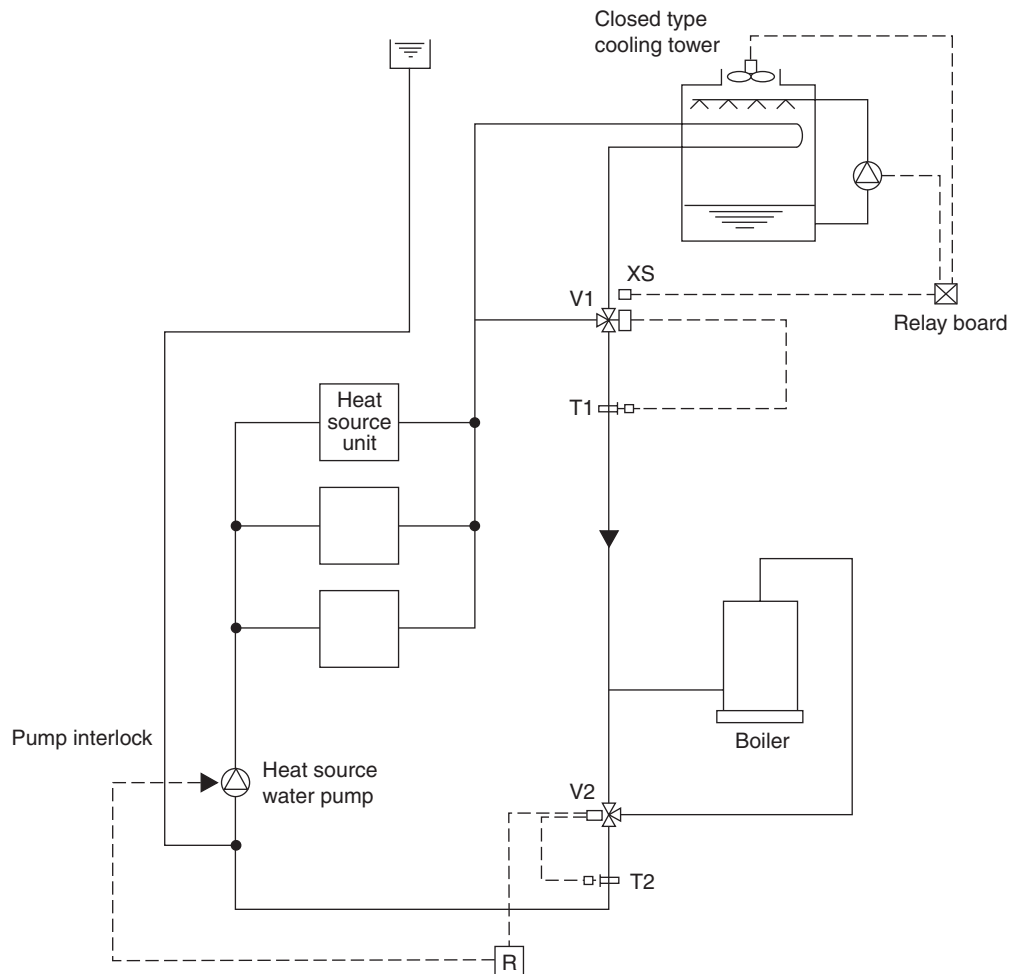 Closed type
cooling tower
XS
V1
Relay board
T1
Heat
source
unit
Pump interlock
Boiler
Heat source
water pump
V2
T2
R